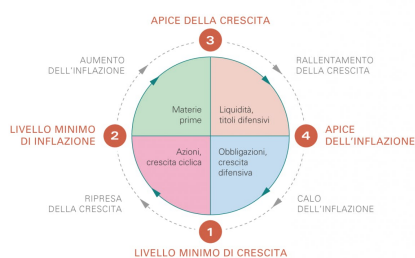 APICE DELLA CRESCITA
3
AUMENTO
DELL'INFLAZIONE
RALLENTAMENTO
DELLA CRESCITA
Materie
prime
Liquidità,
titoli difensivi
LIVELLO MINIMO
DI INFLAZIONE
2
4
APICE
DELL'INFLAZIONE
Azioni,
crescita ciclica
Obbligazioni,
crescita
difensiva
RIPRESA
DELLA CRESCITA
CALO
DELL'INFLAZIONE
1
LIVELLO MINIMO DI CRESCITA